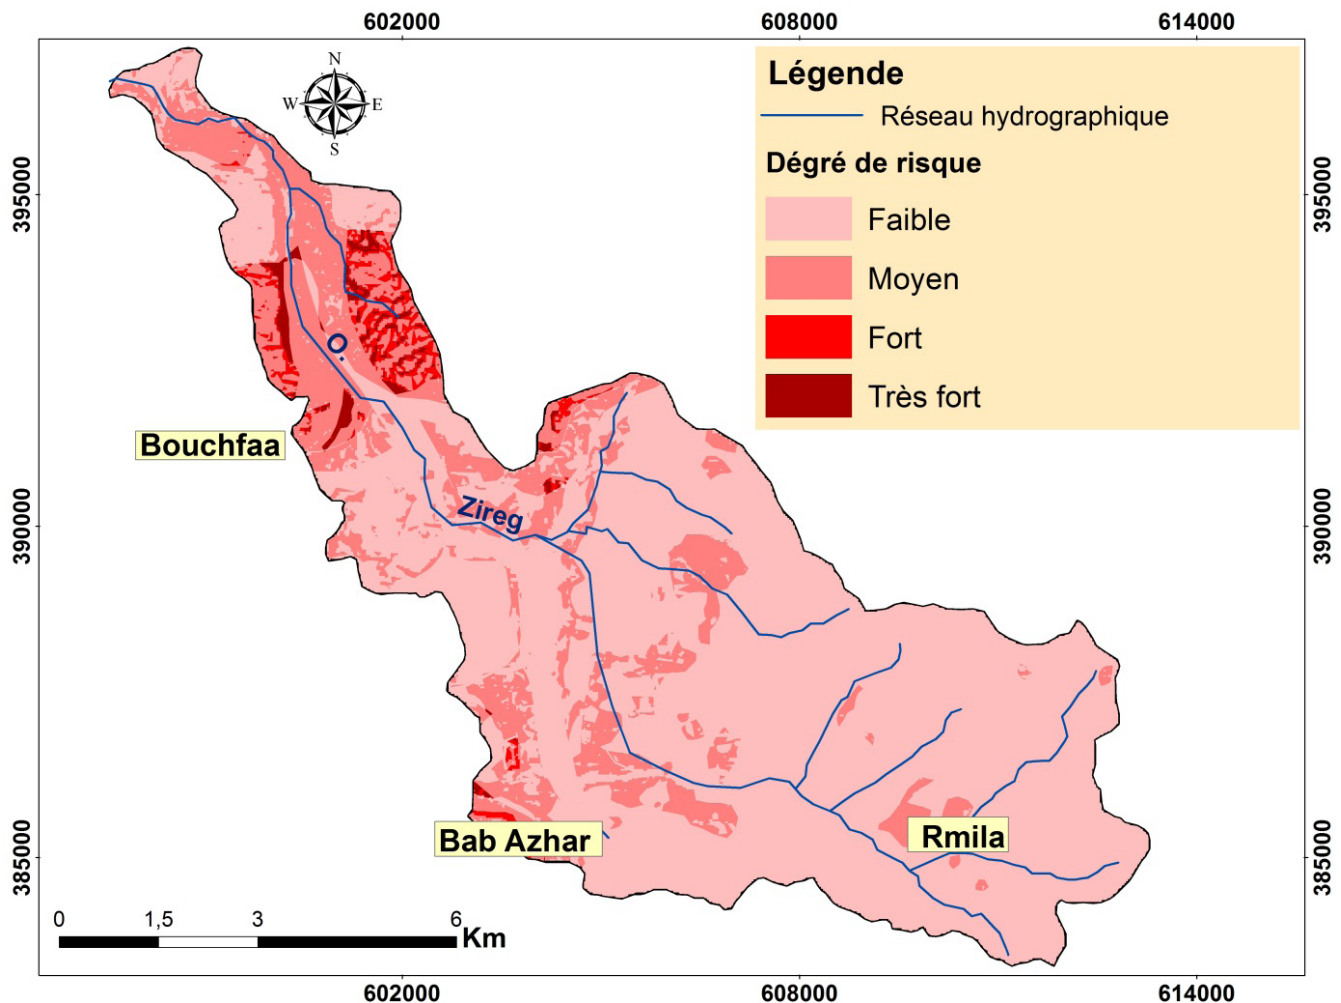 602000
608000
614000
Légende
Réseau hydrographique
Dégré de risque
Faible
Moyen
Fort
Très fort
N
W
E
S
395000
395000
O.
Bouchfaa
Zireg
390000
390000
Bab Azhar
Rmila
385000
385000
0
1,5
3
6
Km
602000
608000
614000